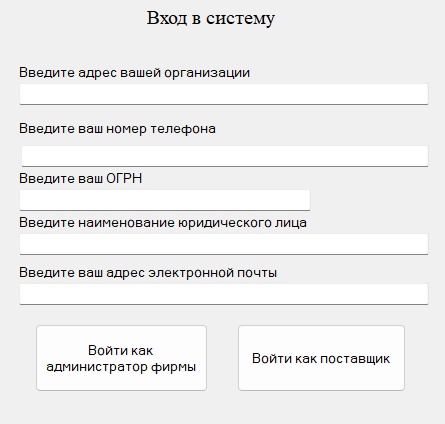 Вход в систему
Введите адрес вашей организации
Введите ваш номер телефона
Введите ваш ОГРН
Введите наименование юридического лица
Введите ваш адрес электронной почты
Войти как
администратор фирмы
Войти как поставщик